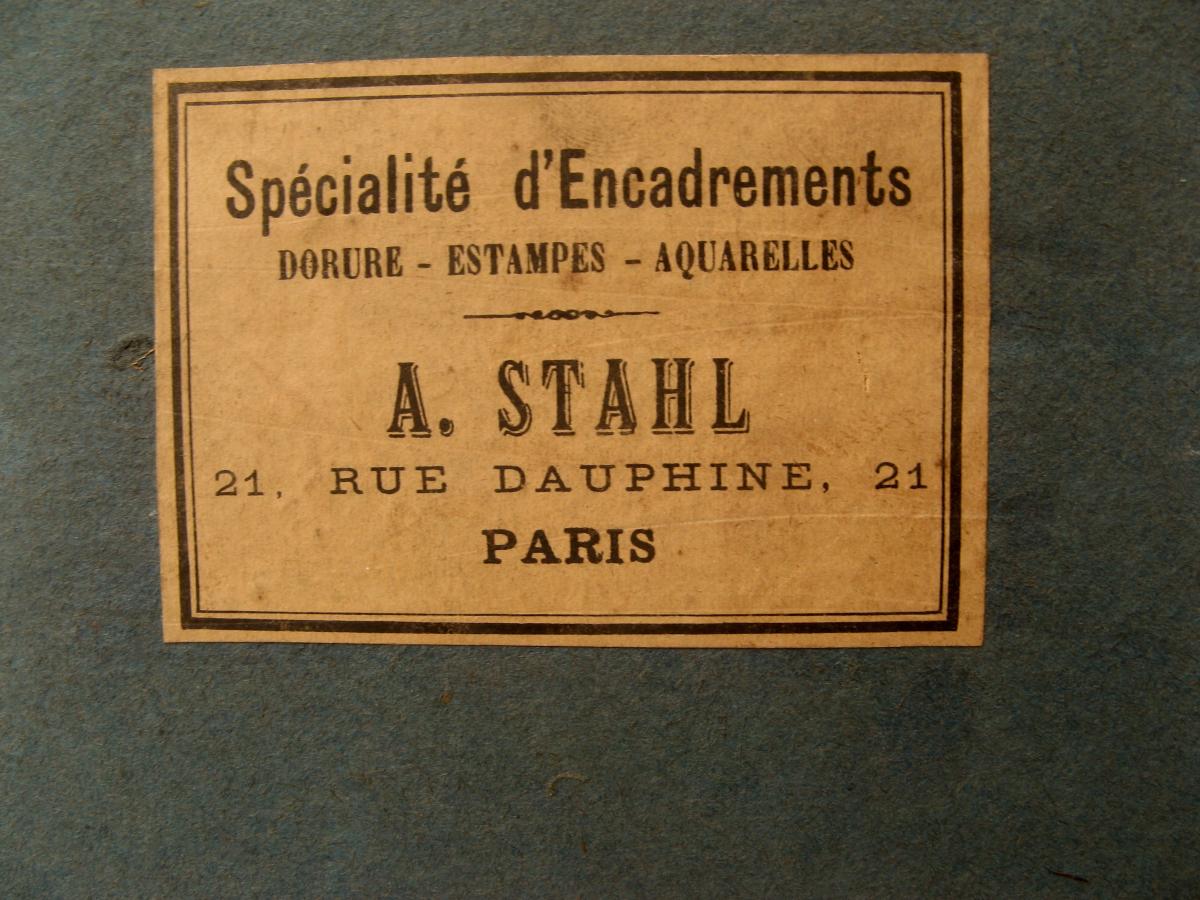 Spécialité d'Encadrements
DORURE - ESTAMPES - AQUARELLES
A. STAHL
21, RUE DAUPHINE, 21
PARIS